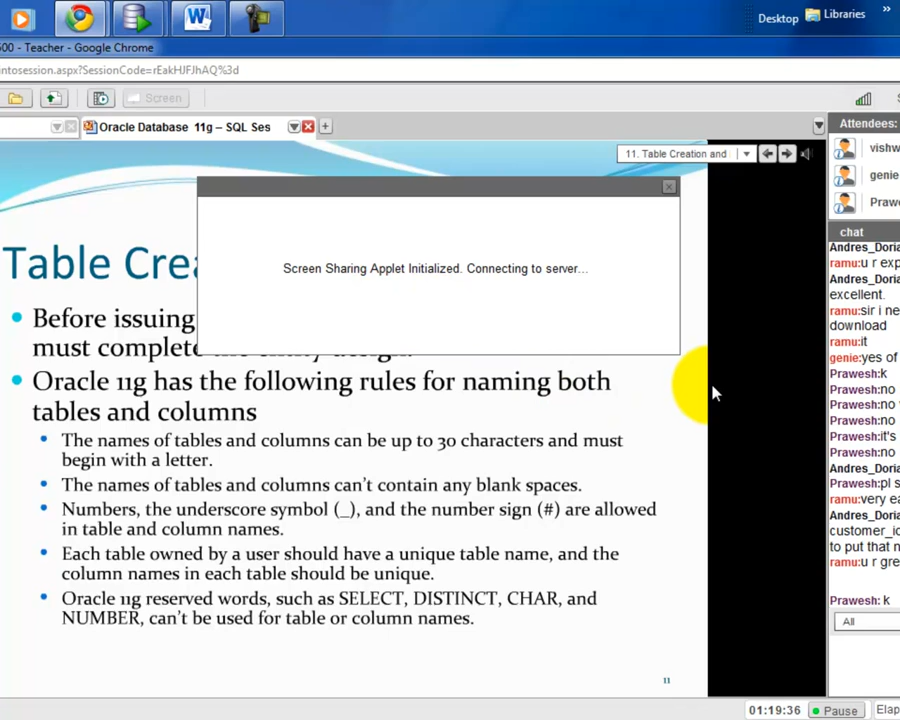 Desktop
Libraries
»
500 - Teacher - Google Chrome
intosession.aspx?SessionCode=rEakHJFJhAQ%3d
Screen
Oracle Database 11g – SQL Ses
11. Table Creation and
Attendees:
vishw
genie
Prawe
chat
Screen Sharing Applet Initialized. Connecting to server...
Table Crea
Before issuing
must complete the entity design.
Oracle 11g has the following rules for naming both
tables and columns
The names of tables and columns can be up to 30 characters and must
begin with a letter.
The names of tables and columns can't contain any blank spaces.
Numbers, the underscore symbol (_), and the number sign (#) are allowed
in table and column names.
Each table owned by a user should have a unique table name, and the
column names in each table should be unique.
Oracle 11g reserved words, such as SELECT, DISTINCT, CHAR, and
NUMBER, can't be used for table or column names.
11
Andres_Doria
ramu:u r exp
Andres_Doria
excellent.
ramu:sir i ne
download
ramu:it
genie:yes of
Prawesh:k
Prawesh:no
Prawesh:no
Prawesh:no
Prawesh:it's
Prawesh:no
Andres_Doria
Prawesh:pl s
ramu:very ea
Andres_Doria
customer_id
to put that n
ramu:u r gre
Prawesh: k
All
01:19:36
Pause
Elap